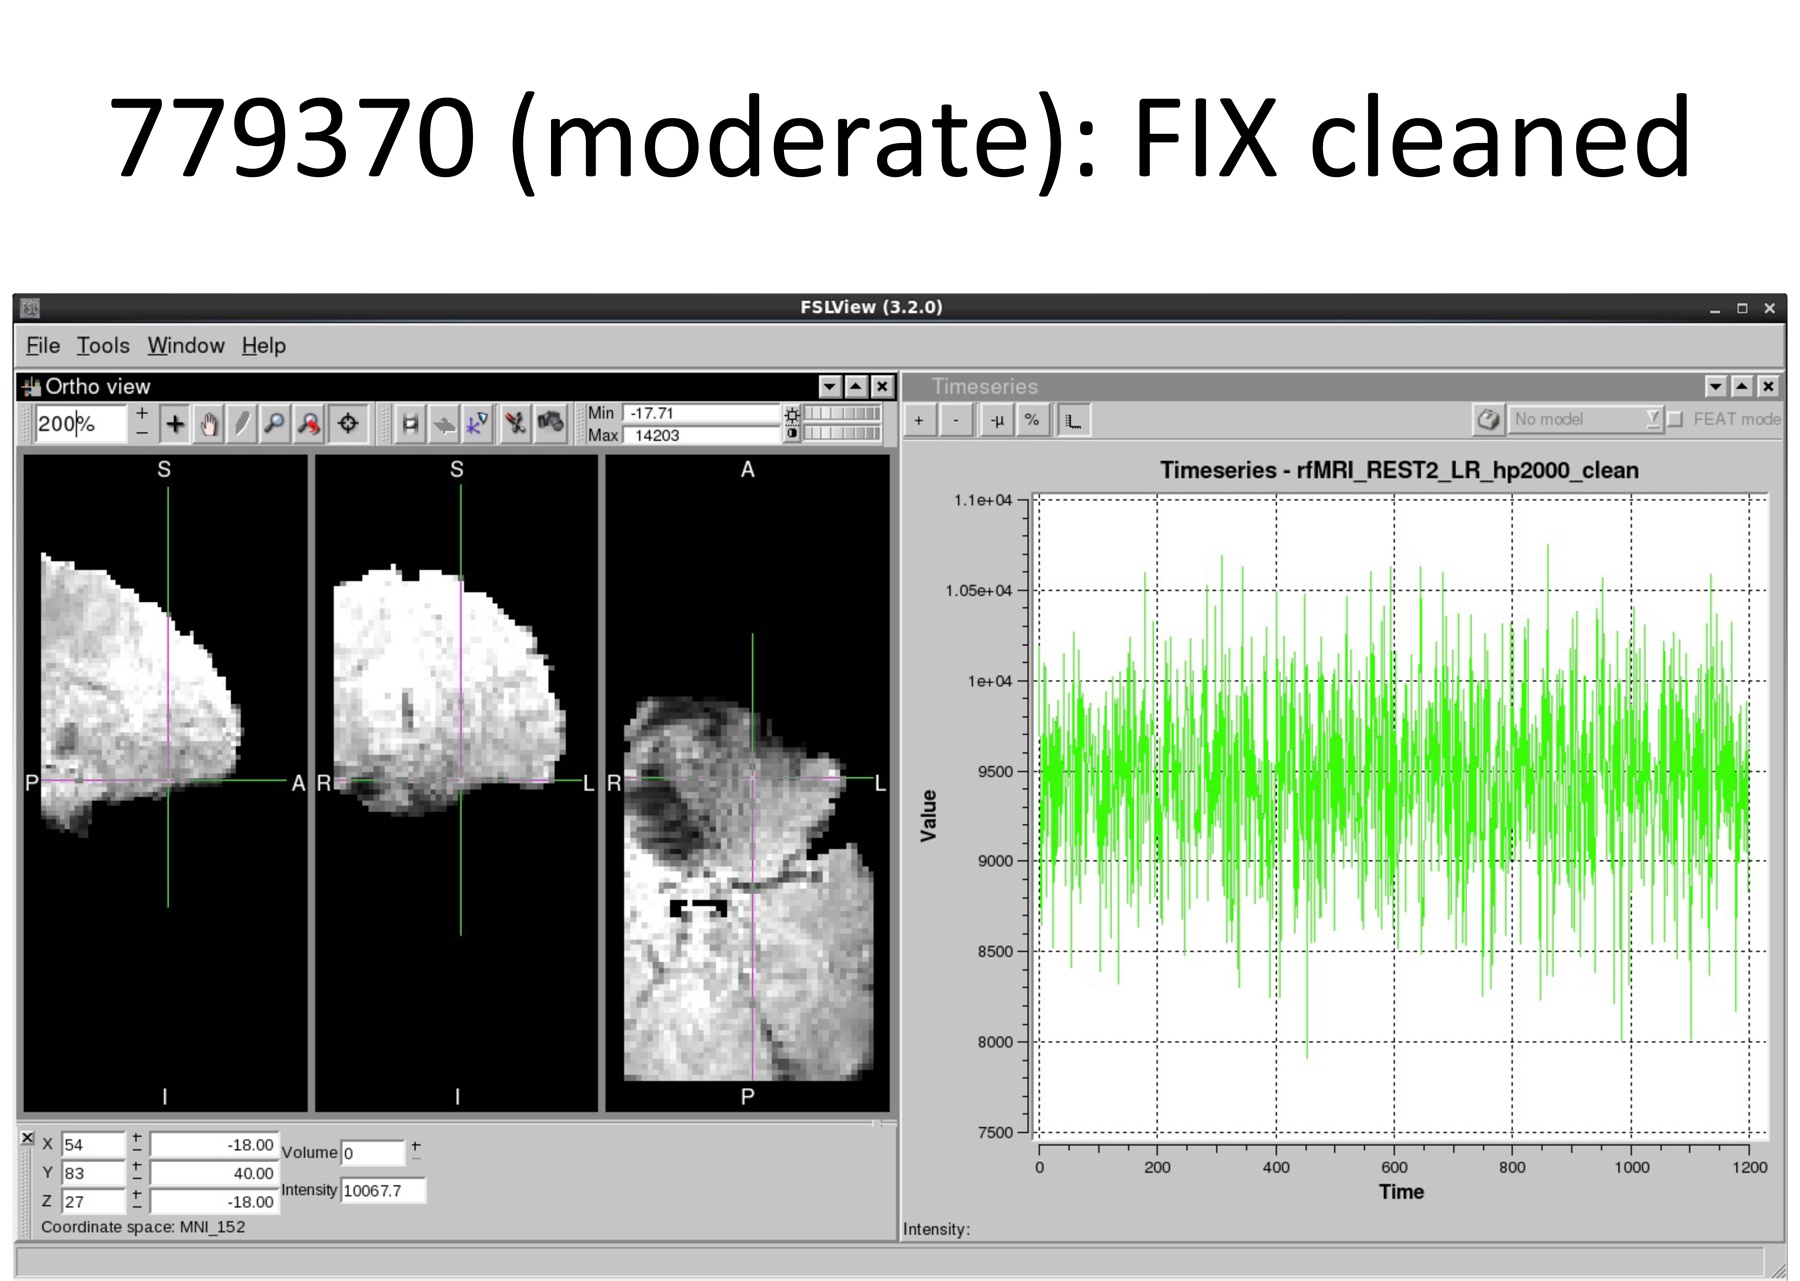 779370 (moderate): FIX cleaned
FSL
FSLView (3.2.0)
File Tools Window Help
Ortho view
200%
Min -17.71
Max 14203
S
P
A
I
S
R
L
I
A
R
L
P
X 54 -18.00
Y 83 40.00
Z 27 -18.00
Volume 0
Intensity 10067.7
Coordinate space: MNI_152
Timeseries
+ - -μ %
No model FEAT mode
Timeseries - rfMRI_REST2_LR_hp2000_clean
1.1e+04
1.05e+04
1e+04
9500
9000
8500
8000
7500
Value
0 200 400 600 800 1000 1200
Time
Intensity: